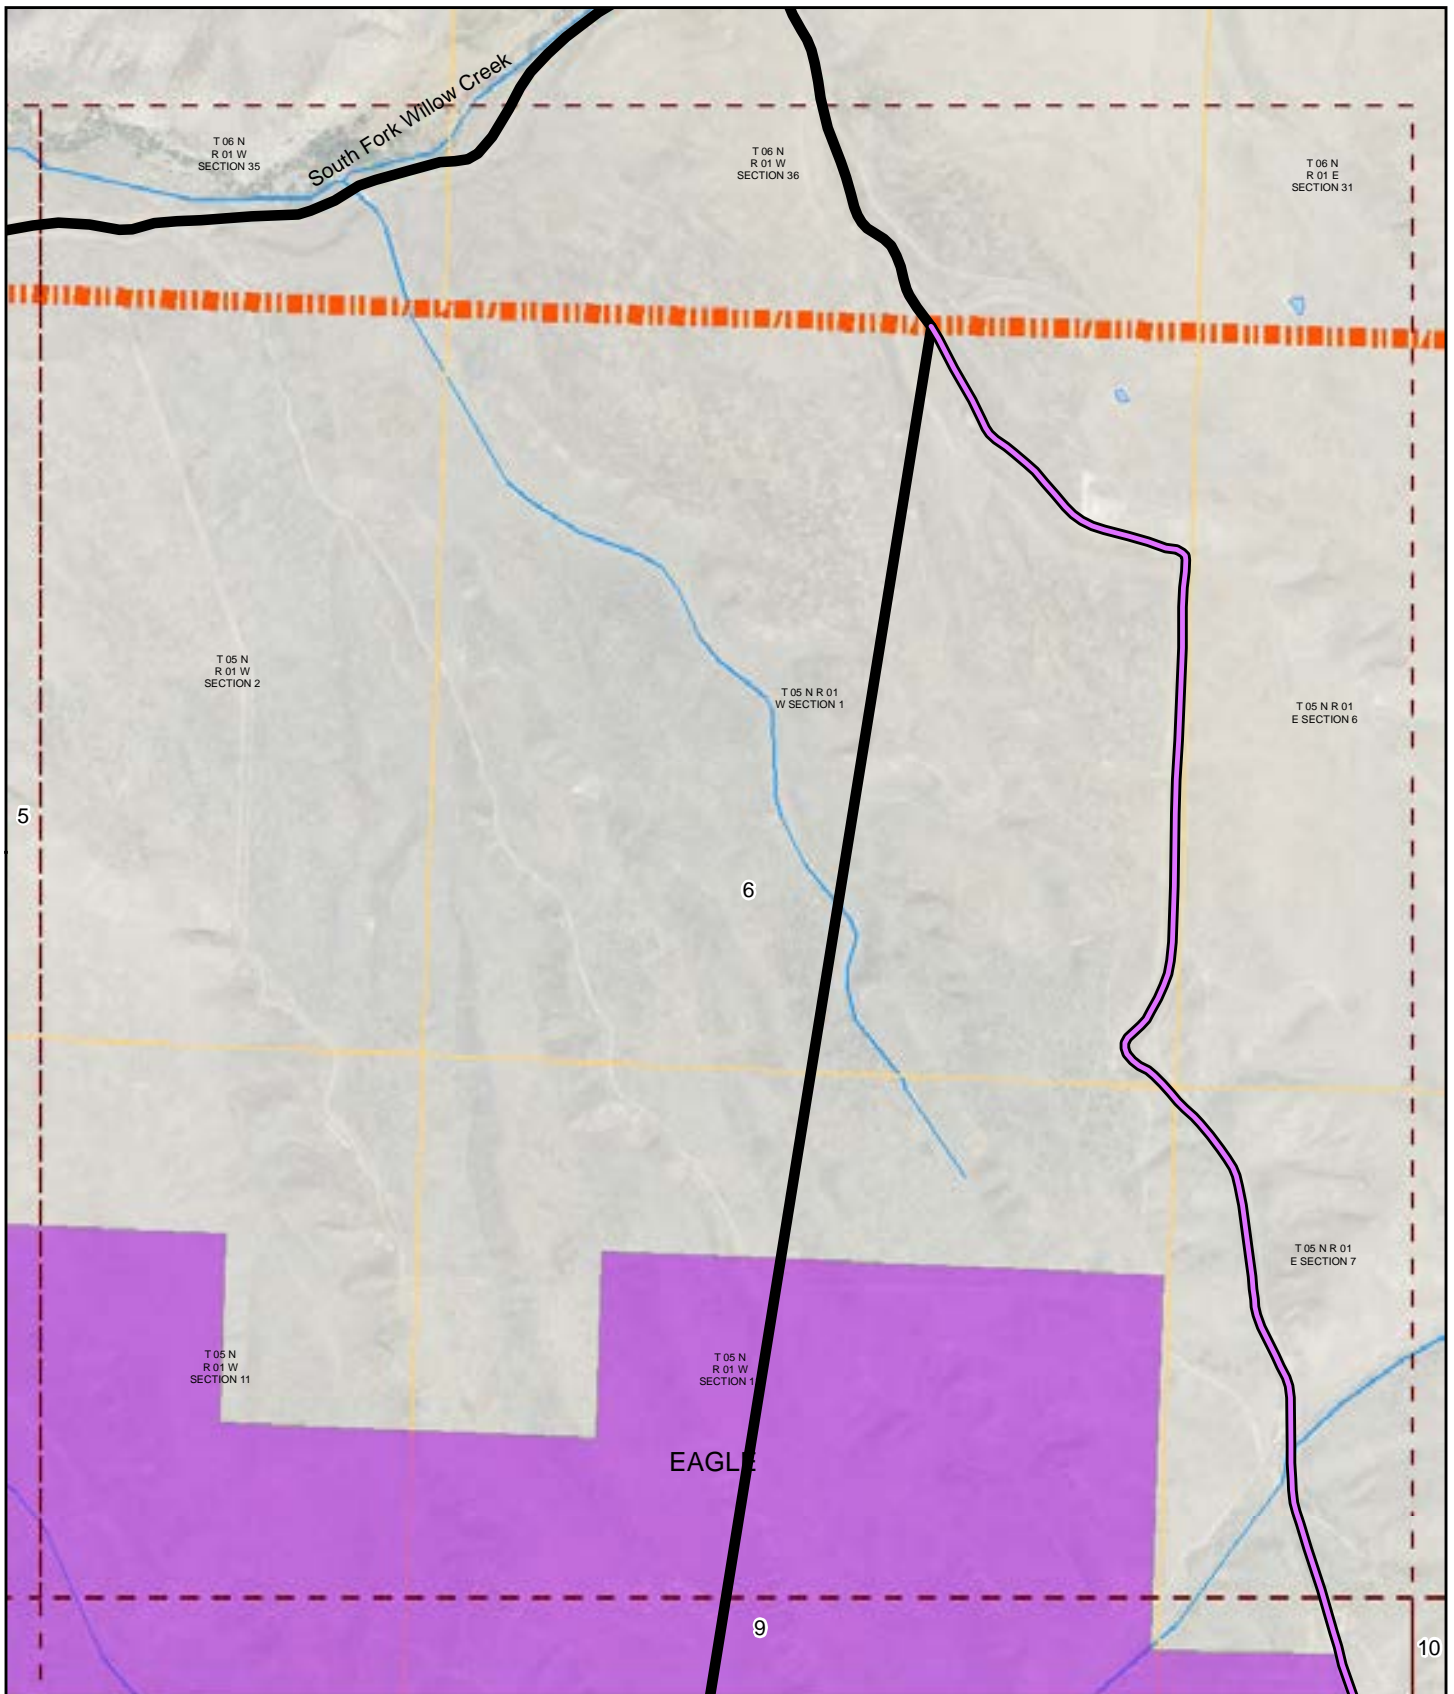 South Fork Willow Creek
T 06 N
R 01 W
SECTION 35
T 06 N
R 01 W
SECTION 36
T 06 N
R 01 E
SECTION 31
T 05 N
R 01 W
SECTION 2
T 05 N R 01
W SECTION 1
T 05 N R 01
E SECTION 6
5
6
T 05 N R 01
E SECTION 7
T 05 N
R 01 W
SECTION 11
T 05 N
R 01 W
SECTION 1
EAGLE
9
10